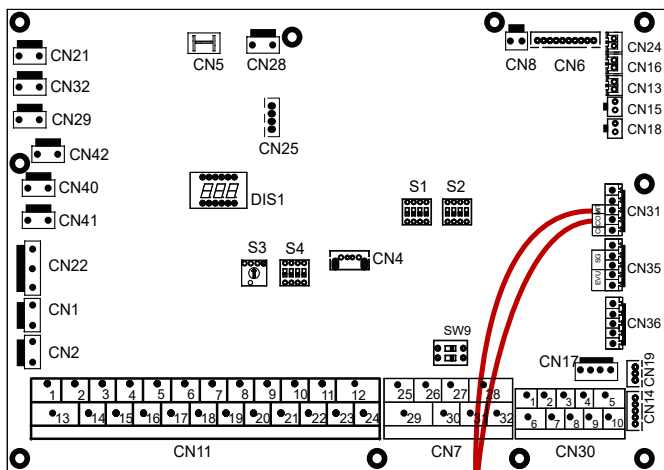 CN21
CN5
CN28
CN8
CN6
CN24
CN16
CN32
CN13
CN15
CN29
CN18
CN25
CN42
CN40
DIS1
S1
S2
CN31
CN41
S3
S4
CN4
CN22
SG
EVU
CN35
CN1
SW9
CN36
CN2
CN17
CN19
1 2 3 4 5 6 7 8 9 10 11 12
25 26 27 28
1 2 3 4 5
CN14
13 14 15 16 17 18 19 20 21 22 23 24
29 30 31 32
6 7 8 9 10
CN11
CN7
CN30